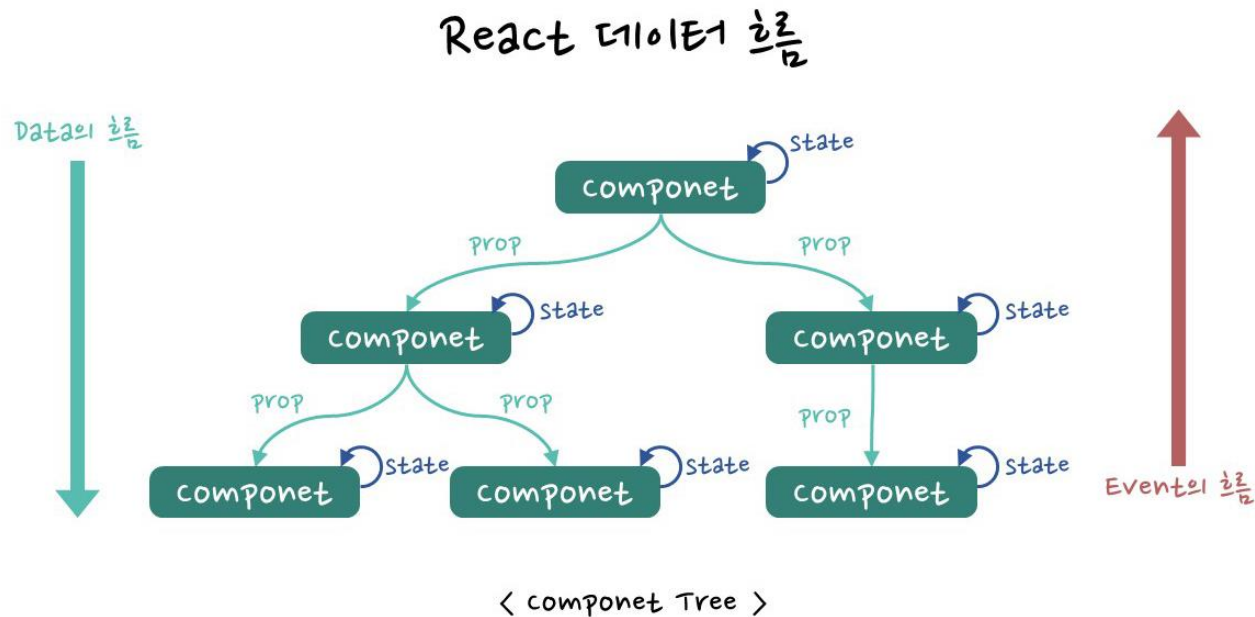 React 데이터 흐름
Data의 흐름
state
componet
prop
prop
state
state
componet
componet
prop
prop
prop
state
state
state
componet
componet
componet
Event의 흐름
< componet Tree >